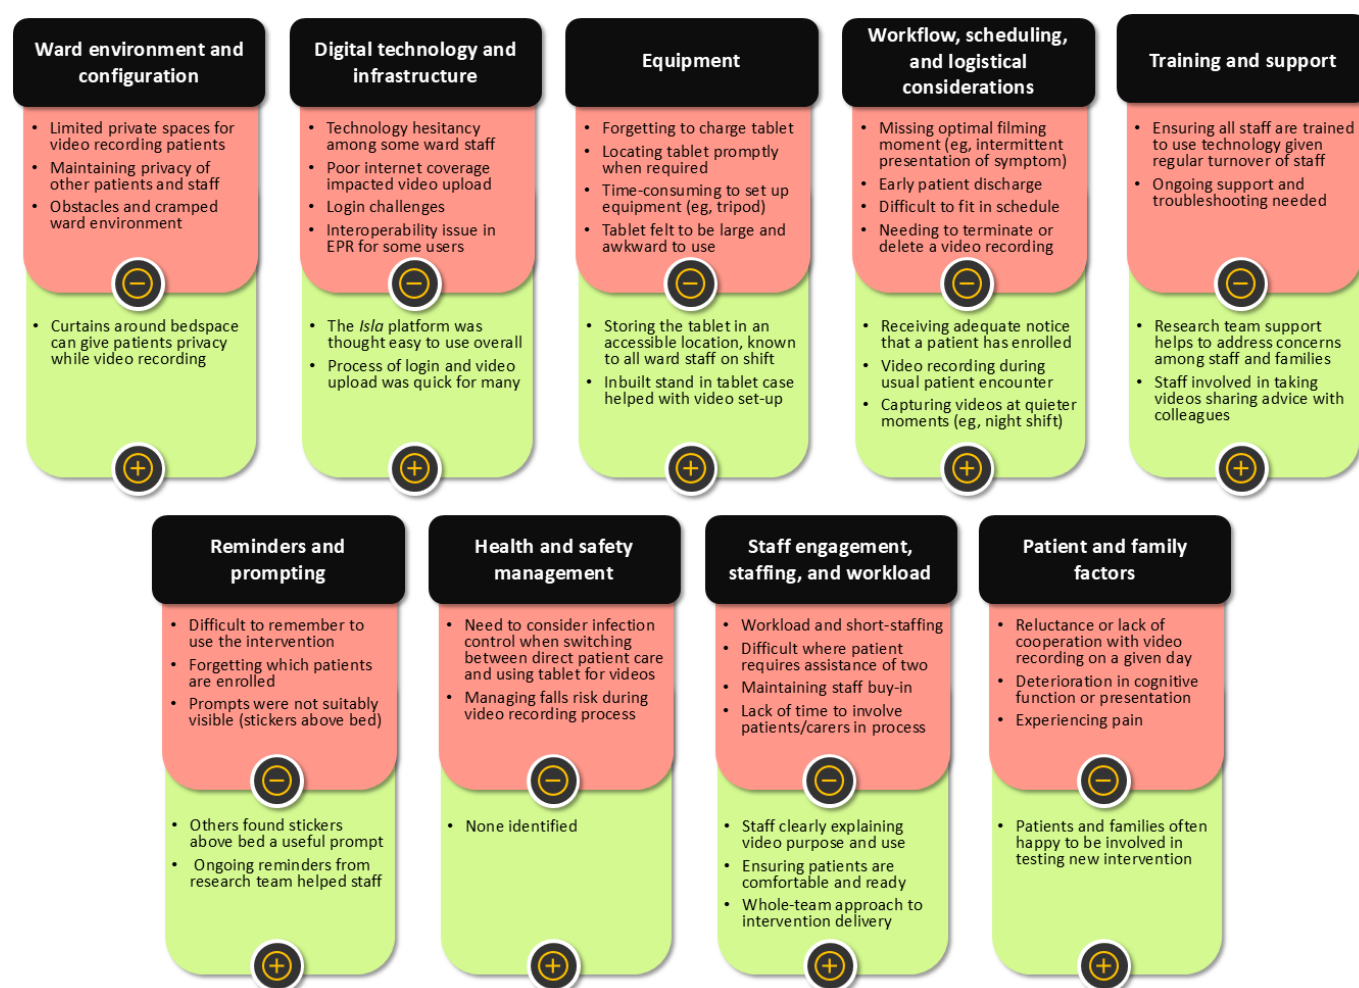 Ward environment and
configuration
• Limited private spaces for
video recording patients
• Maintaining privacy of
other patients and staff
• Obstacles and cramped
ward environment
• Curtains around bedspace
can give patients privacy
while video recording
Digital technology and
infrastructure
• Technology hesitancy
among some ward staff
• Poor internet coverage
impacted video upload
• Login challenges
• Interoperability issue in
EPR for some users
• The Isla platform was
thought easy to use overall
• Process of login and video
upload was quick for many
Equipment
• Forgetting to charge tablet
• Locating tablet promptly
when required
• Time-consuming to set up
equipment (eg, tripod)
• Tablet felt to be large and
awkward to use
• Storing the tablet in an
accessible location, known
to all ward staff on shift
• Inbuilt stand in tablet case
helped with video set-up
Workflow, scheduling,
and logistical
considerations
• Missing optimal filming
moment (eg, intermittent
presentation of symptom)
• Early patient discharge
• Difficult to fit in schedule
• Needing to terminate or
delete a video recording
• Receiving adequate notice
that a patient has enrolled
• Video recording during
usual patient encounter
• Capturing videos at quieter
moments (eg, night shift)
Training and support
• Ensuring all staff are trained
to use technology given
regular turnover of staff
• Ongoing support and
troubleshooting needed
• Research team support
helps to address concerns
among staff and families
• Staff involved in taking
videos sharing advice with
colleagues
Reminders and
prompting
• Difficult to remember to
use the intervention
• Forgetting which patients
are enrolled
• Prompts were not suitably
visible (stickers above bed)
• Others found stickers
above bed a useful prompt
• Ongoing reminders from
research team helped staff
Health and safety
management
• Need to consider infection
control when switching
between direct patient care
and using tablet for videos
• Managing falls risk during
video recording process
• None identified
Staff engagement,
staffing, and workload
• Workload and short-staffing
• Difficult where patient
requires assistance of two
• Maintaining staff buy-in
• Lack of time to involve
patients/carers in process
• Staff clearly explaining
video purpose and use
• Ensuring patients are
comfortable and ready
• Whole-team approach to
intervention delivery
Patient and family
factors
• Reluctance or lack of
cooperation with video
recording on a given day
• Deterioration in cognitive
function or presentation
• Experiencing pain
• Patients and families often
happy to be involved in
testing new intervention